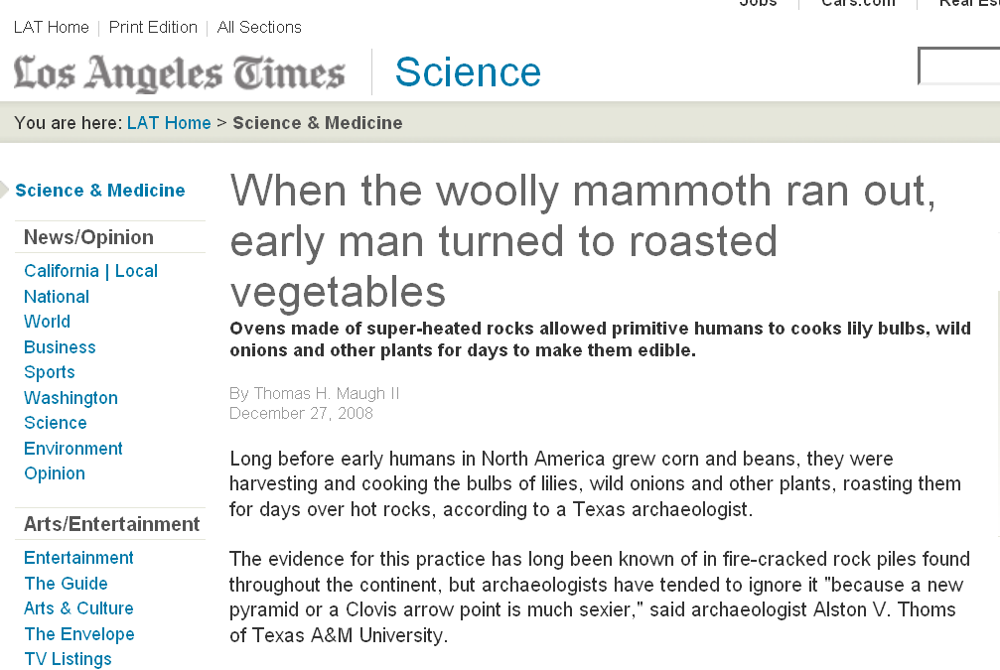 Jobs Cars.com Real Es
LAT Home | Print Edition | All Sections
Los Angeles Times Science
You are here: LAT Home > Science & Medicine
Science & Medicine
News/Opinion
California | Local
National
World
Business
Sports
Washington
Science
Environment
Opinion
Arts/Entertainment
Entertainment
The Guide
Arts & Culture
The Envelope
TV Listings
When the woolly mammoth ran out,
early man turned to roasted
vegetables
Ovens made of super-heated rocks allowed primitive humans to cooks lily bulbs, wild
onions and other plants for days to make them edible.
By Thomas H. Maugh II
December 27, 2008
Long before early humans in North America grew corn and beans, they were
harvesting and cooking the bulbs of lilies, wild onions and other plants, roasting them
for days over hot rocks, according to a Texas archaeologist.
The evidence for this practice has long been known of in fire-cracked rock piles found
throughout the continent, but archaeologists have tended to ignore it "because a new
pyramid or a Clovis arrow point is much sexier," said archaeologist Alston V. Thoms
of Texas A&M University.